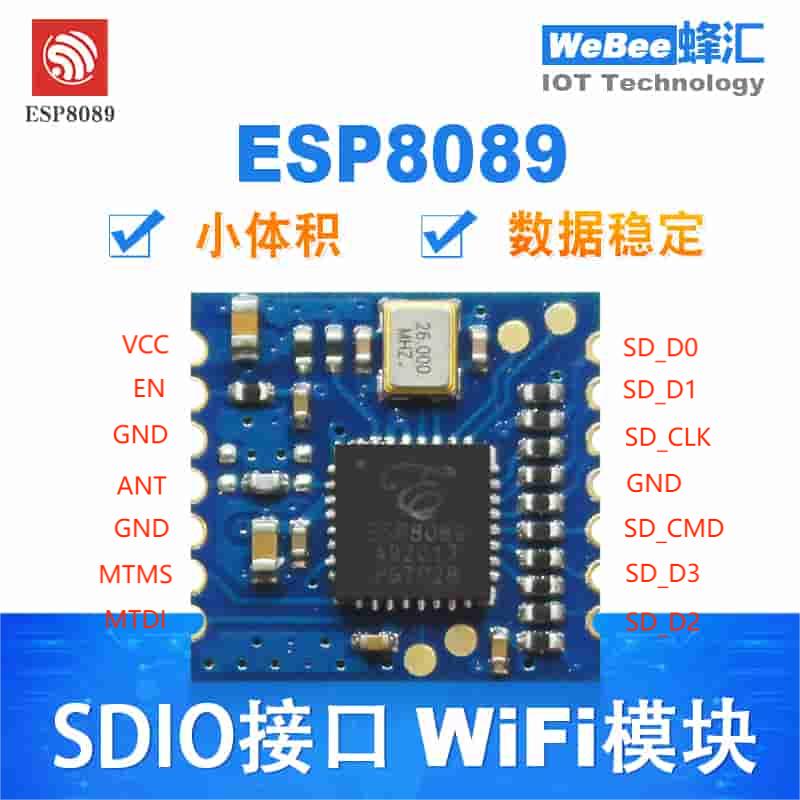 WeBee蜂汇
IOT Technology
ESP8089
ESP8089
小体积
数据稳定
26.000
MHZ.
VCC
EN
GND
ANT
GND
MTMS
MTDI
SD_D0
SD_D1
SD_CLK
GND
SD_CMD
SD_D3
SD_D2
ESP8089
SDIO接口 WiFi模块